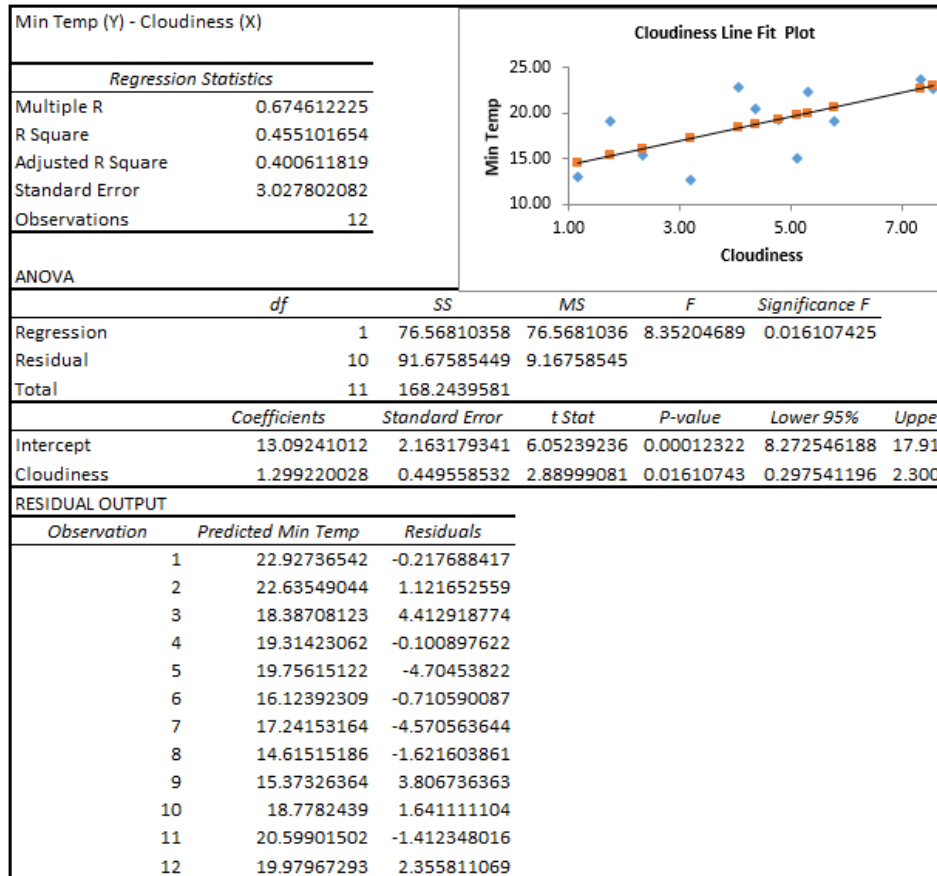 Min Temp (Y) - Cloudiness (X)
Regression Statistics
Multiple R 0.674612225
R Square 0.455101654
Adjusted R Square 0.400611819
Standard Error 3.027802082
Observations 12
Cloudiness Line Fit Plot
25.00
20.00
15.00
10.00
Min Temp
1.00 3.00 5.00 7.00
Cloudiness
ANOVA
df SS MS F Significance F
Regression 1 76.56810358 76.5681036 8.35204689 0.016107425
Residual 10 91.67585449 9.16758545
Total 11 168.2439581
Coefficients Standard Error t Stat P-value Lower 95% Uppe
Intercept 13.09241012 2.163179341 6.05239236 0.00012322 8.272546188 17.91
Cloudiness 1.299220028 0.449558532 2.88999081 0.01610743 0.297541196 2.300
RESIDUAL OUTPUT
Observation Predicted Min Temp Residuals
1 22.92736542 -0.217688417
2 22.63549044 1.121652559
3 18.38708123 4.412918774
4 19.31423062 -0.100897622
5 19.75615122 -4.70453822
6 16.12392309 -0.710590087
7 17.24153164 -4.570563644
8 14.61515186 -1.621603861
9 15.37326364 3.806736363
10 18.7782439 1.641111104
11 20.59901502 -1.412348016
12 19.97967293 2.355811069